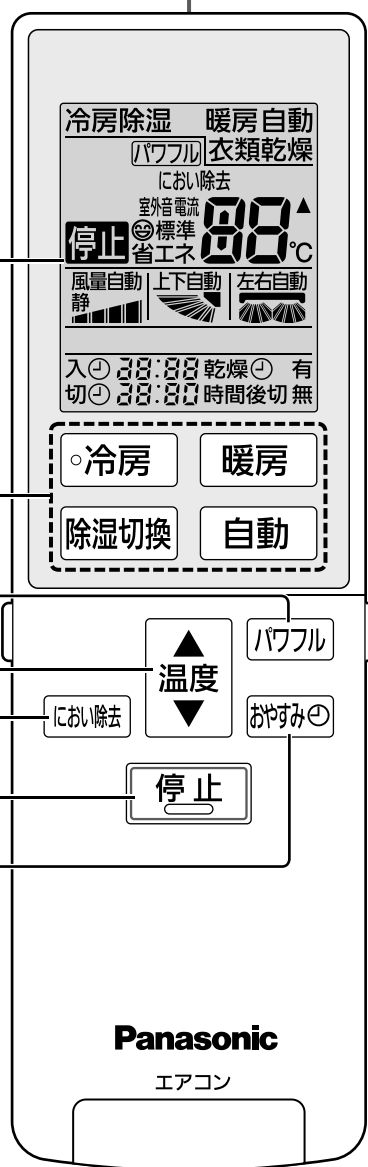 冷房除湿 暖房自動
パワフル 衣類乾燥
におい除去
室外音電流
停止 標準 88 ▲
省エネ ℃
風量自動 上下自動 左右自動
静
入 28:88 乾燥 有
切 28:80 時間後切 無
冷房 暖房
除湿切換 自動
パワフル
▲
温度
▼
におい除去 おやすみ
停止
Panasonic
エアコン